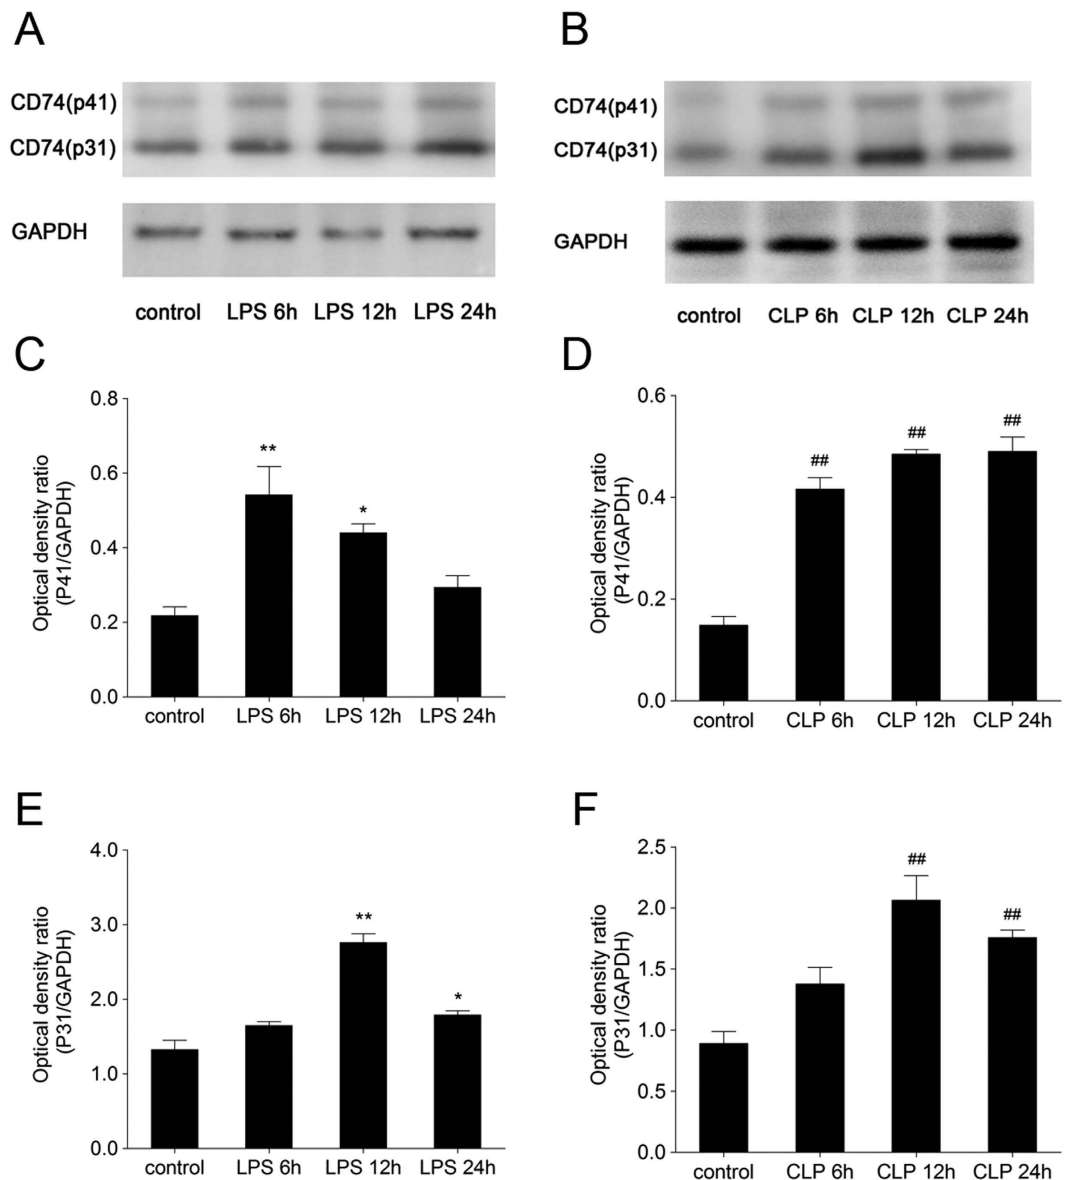 A
B
CD74(p41)
CD74(p31)
GAPDH
control LPS 6h LPS 12h LPS 24h
CD74(p41)
CD74(p31)
GAPDH
control CLP 6h CLP 12h CLP 24h
C
Optical density ratio
(P41/GAPDH)
0.8
0.6
0.4
0.2
0.0
**
*
control LPS 6h LPS 12h LPS 24h
D
Optical density ratio
(P41/GAPDH)
0.6
0.4
0.2
0.0
## ## ##
control CLP 6h CLP 12h CLP 24h
E
Optical density ratio
(P31/GAPDH)
4.0
3.0
2.0
1.0
0.0
**
*
control LPS 6h LPS 12h LPS 24h
F
Optical density ratio
(P31/GAPDH)
2.5
2.0
1.5
1.0
0.5
0.0
##
##
control CLP 6h CLP 12h CLP 24h